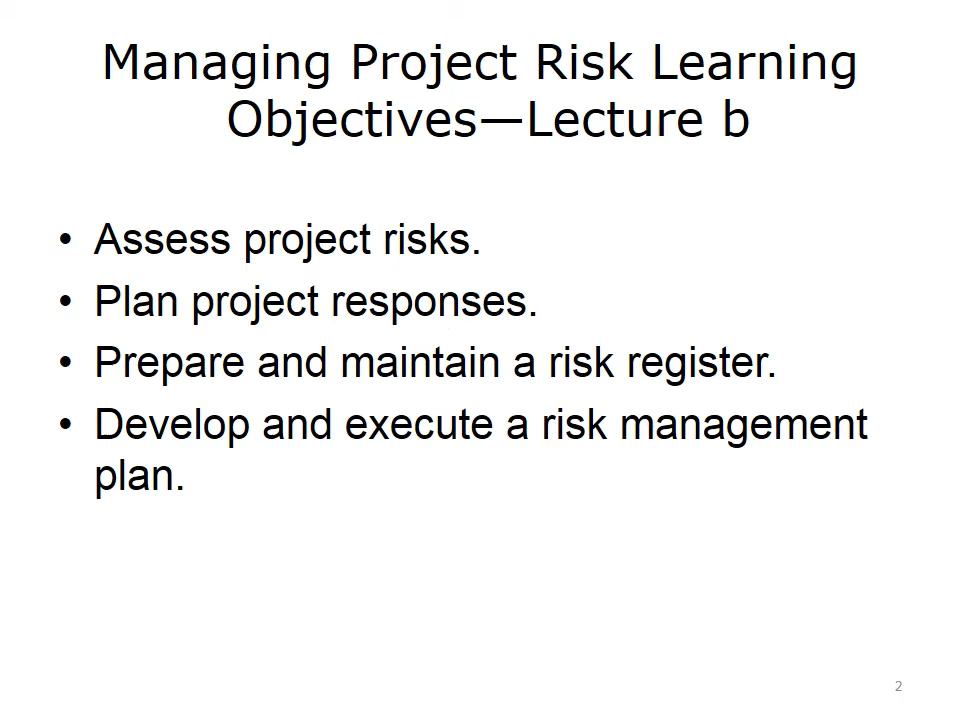 Managing Project Risk Learning
Objectives—Lecture b
• Assess project risks.
• Plan project responses.
• Prepare and maintain a risk register.
• Develop and execute a risk management
plan.
2